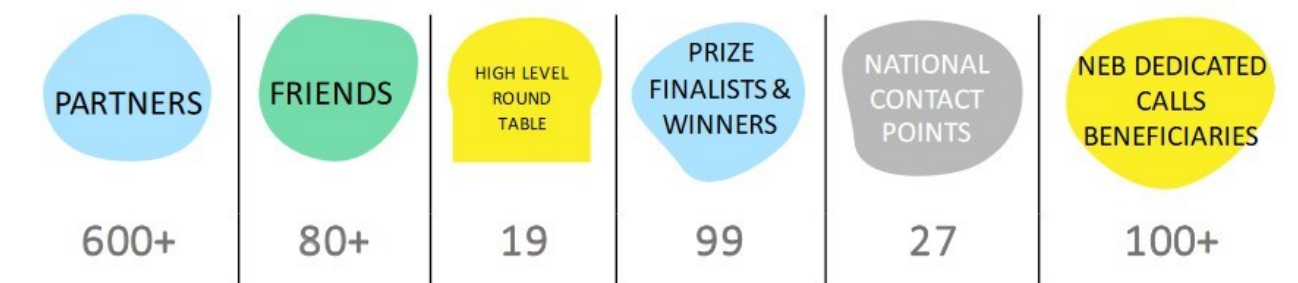 PARTNERS
600+
FRIENDS
80+
HIGH LEVEL
ROUND
TABLE
19
PRIZE
FINALISTS &
WINNERS
99
NATIONAL
CONTACT
POINTS
27
NEB DEDICATED
CALLS
BENEFICIARIES
100+